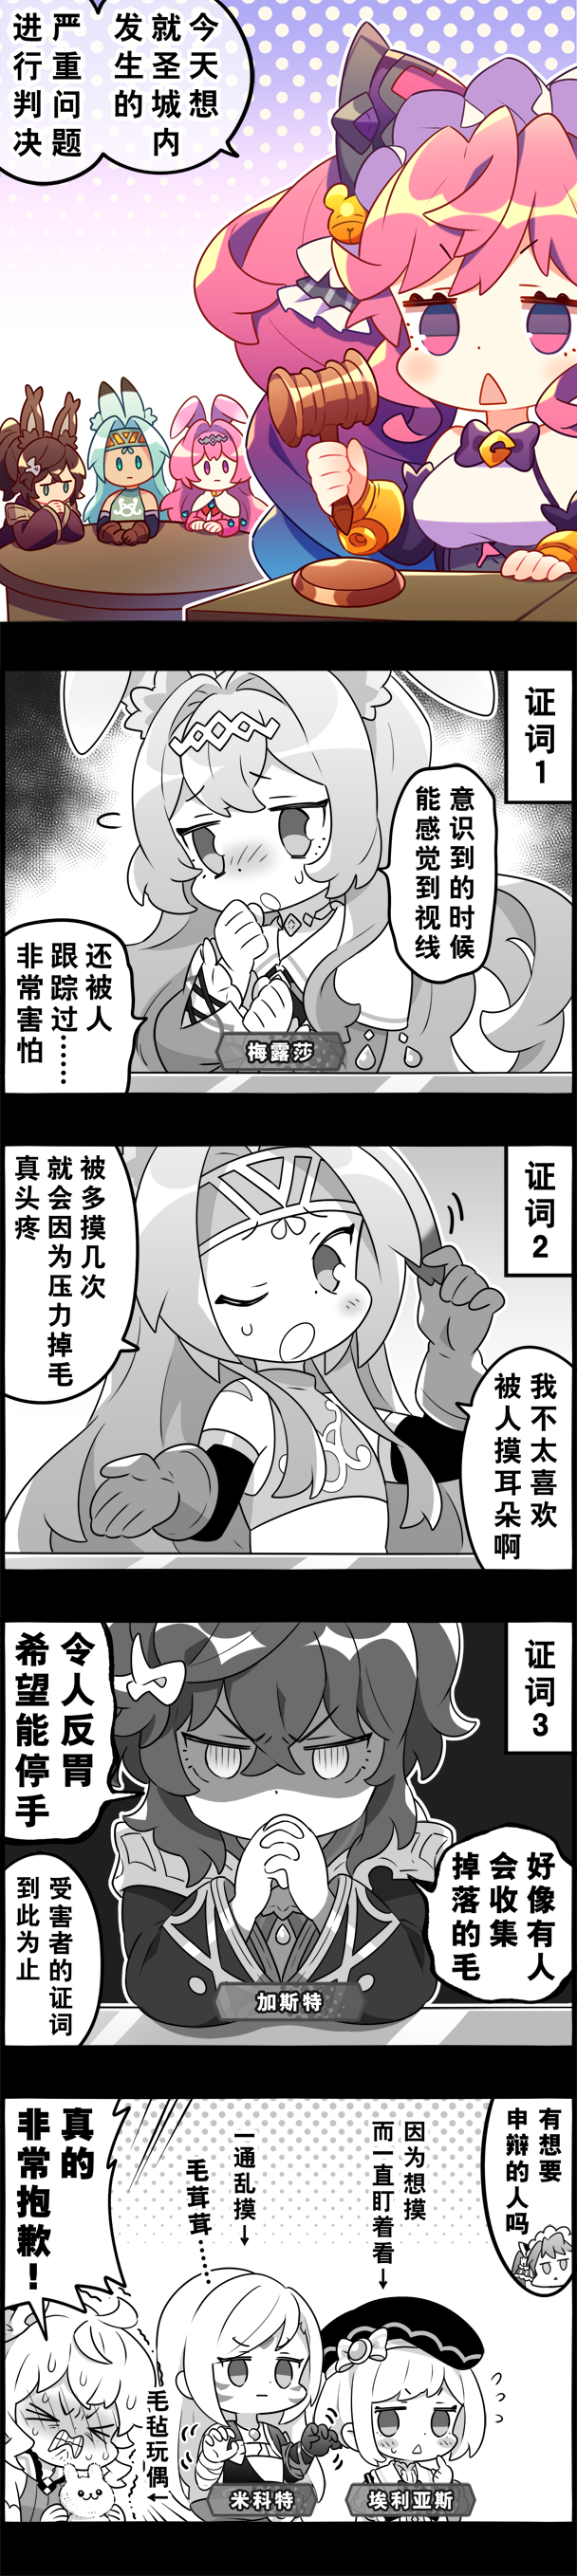 今天想
就圣城内
发生的
严重问题
进行判决
证词1
意识到的时候
能感觉到视线
还被人
跟踪过……
非常害怕
梅露莎
证词2
被多摸几次
就会因为压力掉毛
真头疼
我不太喜欢
被人摸耳朵啊
证词3
令人反胃
希望能停手
好像有人
会收集
掉落的毛
受害者的证词
到此为止
加斯特
有想要
申辩的人吗
因为想摸
而一直盯着看→
一通乱摸→
毛茸茸……
真的
非常抱歉！
毛毡玩偶→
米科特
埃利亚斯